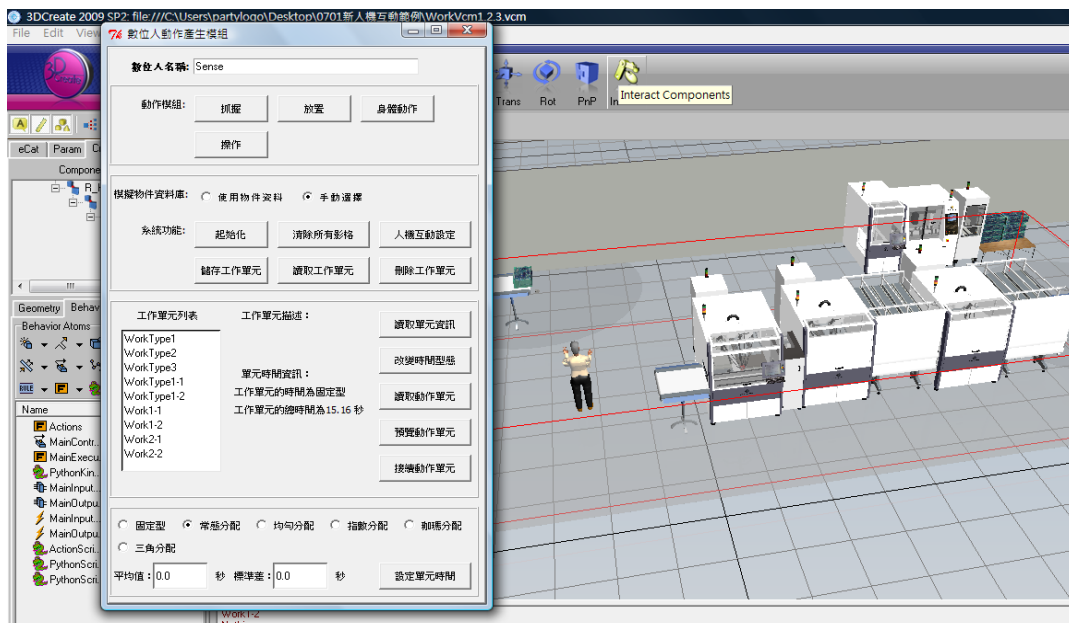 3DCreate 2009 SP2: file:///C:\Users\partylogo\Desktop\0701新人機互動範例\WorkVcm1.2.3.vcm
File Edit View
數位人動作產生模組
數位人名稱: Sense
動作模組: 抓握 放置 身體動作
操作
模擬物件資料庫: 使用物件資料 手動選擇
系統功能: 起始化 清除所有影格 人機互動設定
儲存工作單元 讀取工作單元 刪除工作單元
工作單元列表 工作單元描述： 讀取單元資訊
WorkType1
WorkType2
WorkType3
WorkType1-1
WorkType1-2
Work1-1
Work1-2
Work2-1
Work2-2
單元時間資訊：
工作單元的時間為固定型
工作單元的總時間為15.16 秒
改變時間型態
讀取動作單元
預覽動作單元
接續動作單元
固定型 常態分配 均勻分配 指數分配 咖瑪分配
三角分配
平均值：0.0 秒 標準差：0.0 秒 設定單元時間
Trans Rot PnP In
Interact Components
eCat Param C
Compone
R_
Geometry Behav
Behavior Atoms
RULE
Name
Actions
MainContr...
MainExecu
PythonKin...
MainInput...
MainOutpu
MainInput...
MainOutpu
ActionScri...
PythonScri
PythonScri
Work1-2